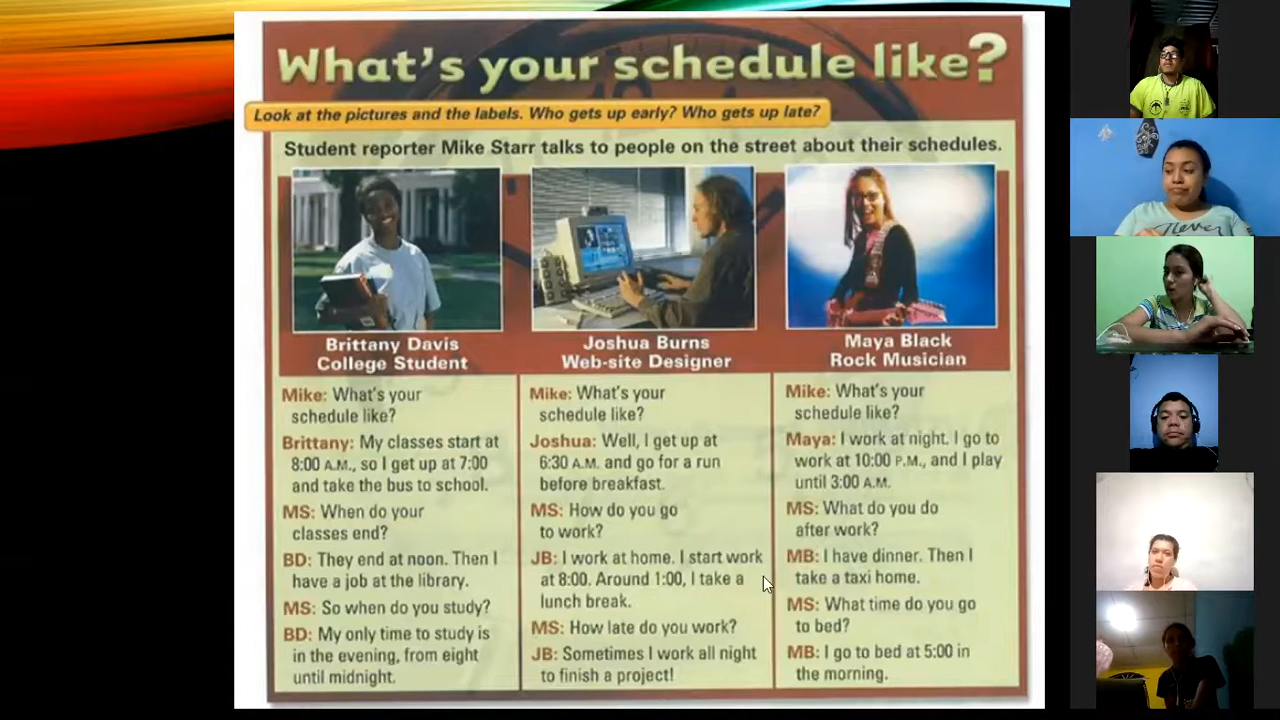 What's your schedule like?
Look at the pictures and the labels. Who gets up early? Who gets up late?
Student reporter Mike Starr talks to people on the street about their schedules.
Brittany Davis
College Student
Mike: What's your
schedule like?
Brittany: My classes start at
8:00 A.M., so I get up at 7:00
and take the bus to school.
MS: When do your
classes end?
BD: They end at noon. Then I
have a job at the library.
MS: So when do you study?
BD: My only time to study is
in the evening, from eight
until midnight.
Joshua Burns
Web-site Designer
Mike: What's your
schedule like?
Joshua: Well, I get up at
6:30 A.M. and go for a run
before breakfast.
MS: How do you go
to work?
JB: I work at home. I start work
at 8:00. Around 1:00, I take a
lunch break.
MS: How late do you work?
JB: Sometimes I work all night
to finish a project!
Maya Black
Rock Musician
Mike: What's your
schedule like?
Maya: I work at night. I go to
work at 10:00 P.M., and I play
until 3:00 A.M.
MS: What do you do
after work?
MB: I have dinner. Then I
take a taxi home.
MS: What time do you go
to bed?
MB: I go to bed at 5:00 in
the morning.